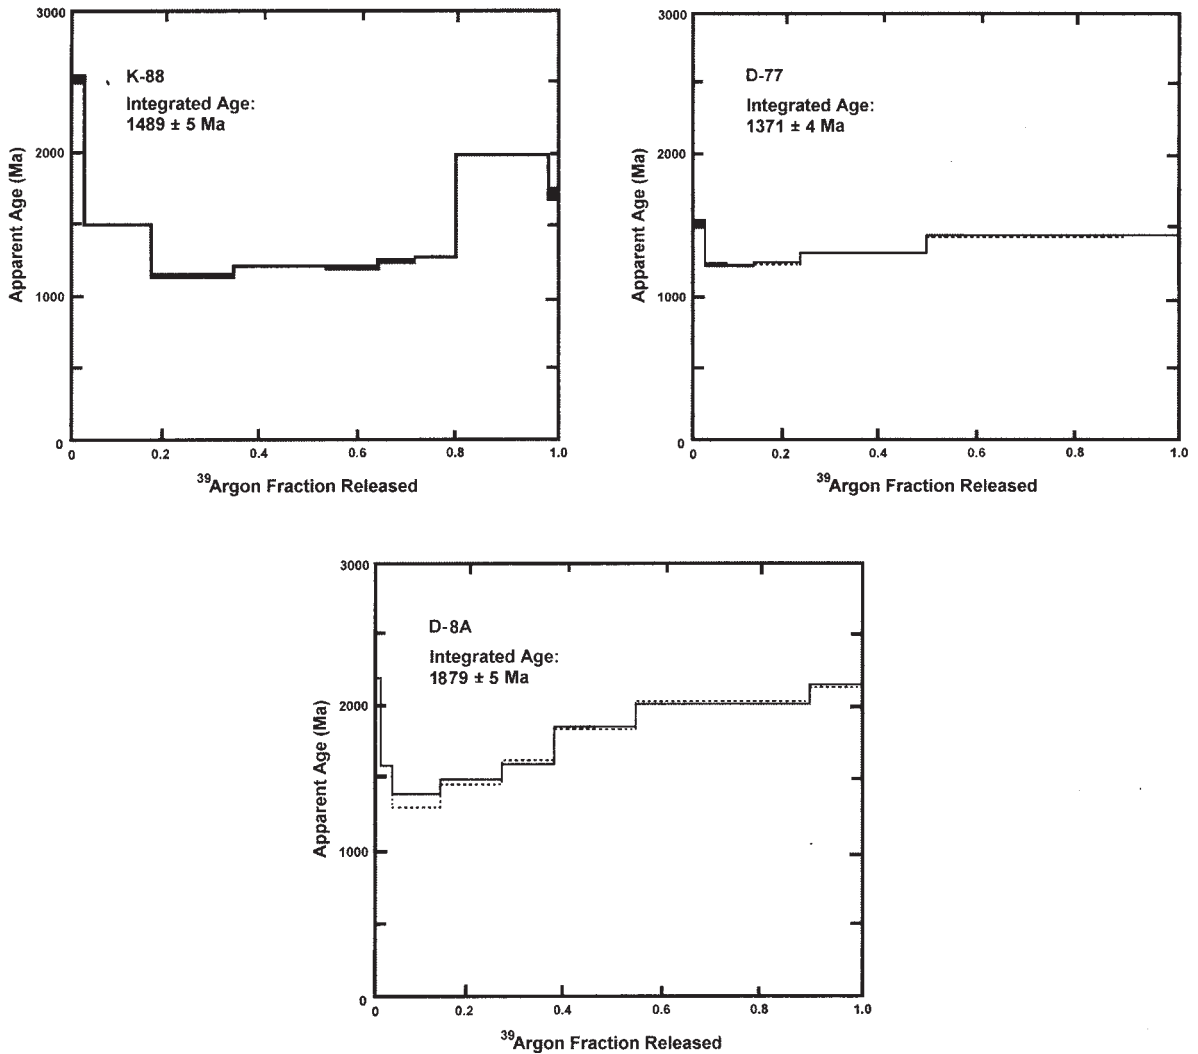 3000
2000
1000
0
0
0.2
0.4
0.6
0.8
1.0
Apparent Age (Ma)
K-88
Integrated Age:
1489 ± 5 Ma
39Argon Fraction Released
3000
2000
1000
0
0
0.2
0.4
0.6
0.8
1.0
Apparent Age (Ma)
D-77
Integrated Age:
1371 ± 4 Ma
39Argon Fraction Released
3000
2000
1000
0
0
0.2
0.4
0.6
0.8
1.0
Apparent Age (Ma)
D-8A
Integrated Age:
1879 ± 5 Ma
39Argon Fraction Released